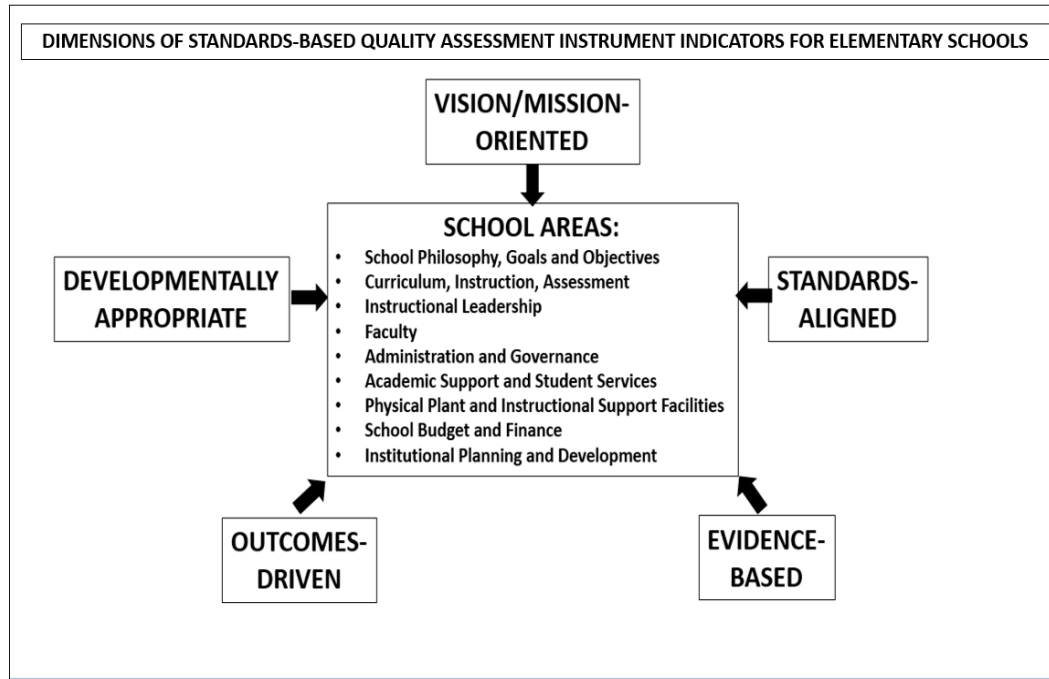 DIMENSIONS OF STANDARDS-BASED QUALITY ASSESSMENT INSTRUMENT INDICATORS FOR ELEMENTARY SCHOOLS
VISION/MISSION-
ORIENTED
DEVELOPMENTALLY
APPROPRIATE
SCHOOL AREAS:
• School Philosophy, Goals and Objectives
• Curriculum, Instruction, Assessment
• Instructional Leadership
• Faculty
• Administration and Governance
• Academic Support and Student Services
• Physical Plant and Instructional Support Facilities
• School Budget and Finance
• Institutional Planning and Development
STANDARDS-
ALIGNED
OUTCOMES-
DRIVEN
EVIDENCE-
BASED